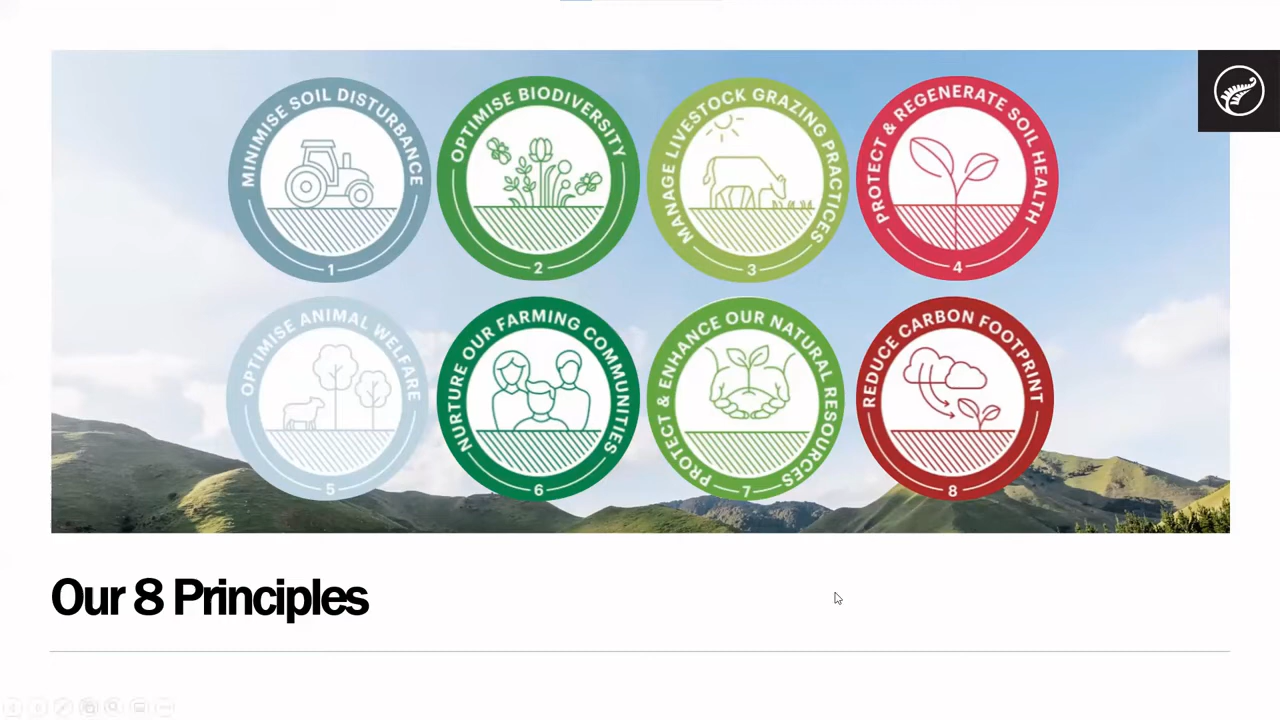 MINIMISE SOIL DISTURBANCE
1
OPTIMISE BIODIVERSITY
2
MANAGE LIVESTOCK GRAZING PRACTICES
3
PROTECT & REGENERATE SOIL HEALTH
4
OPTIMISE ANIMAL WELFARE
5
NURTURE OUR FARMING COMMUNITIES
6
PROTECT & ENHANCE OUR NATURAL RESOURCES
7
REDUCE CARBON FOOTPRINT
8
Our 8 Principles